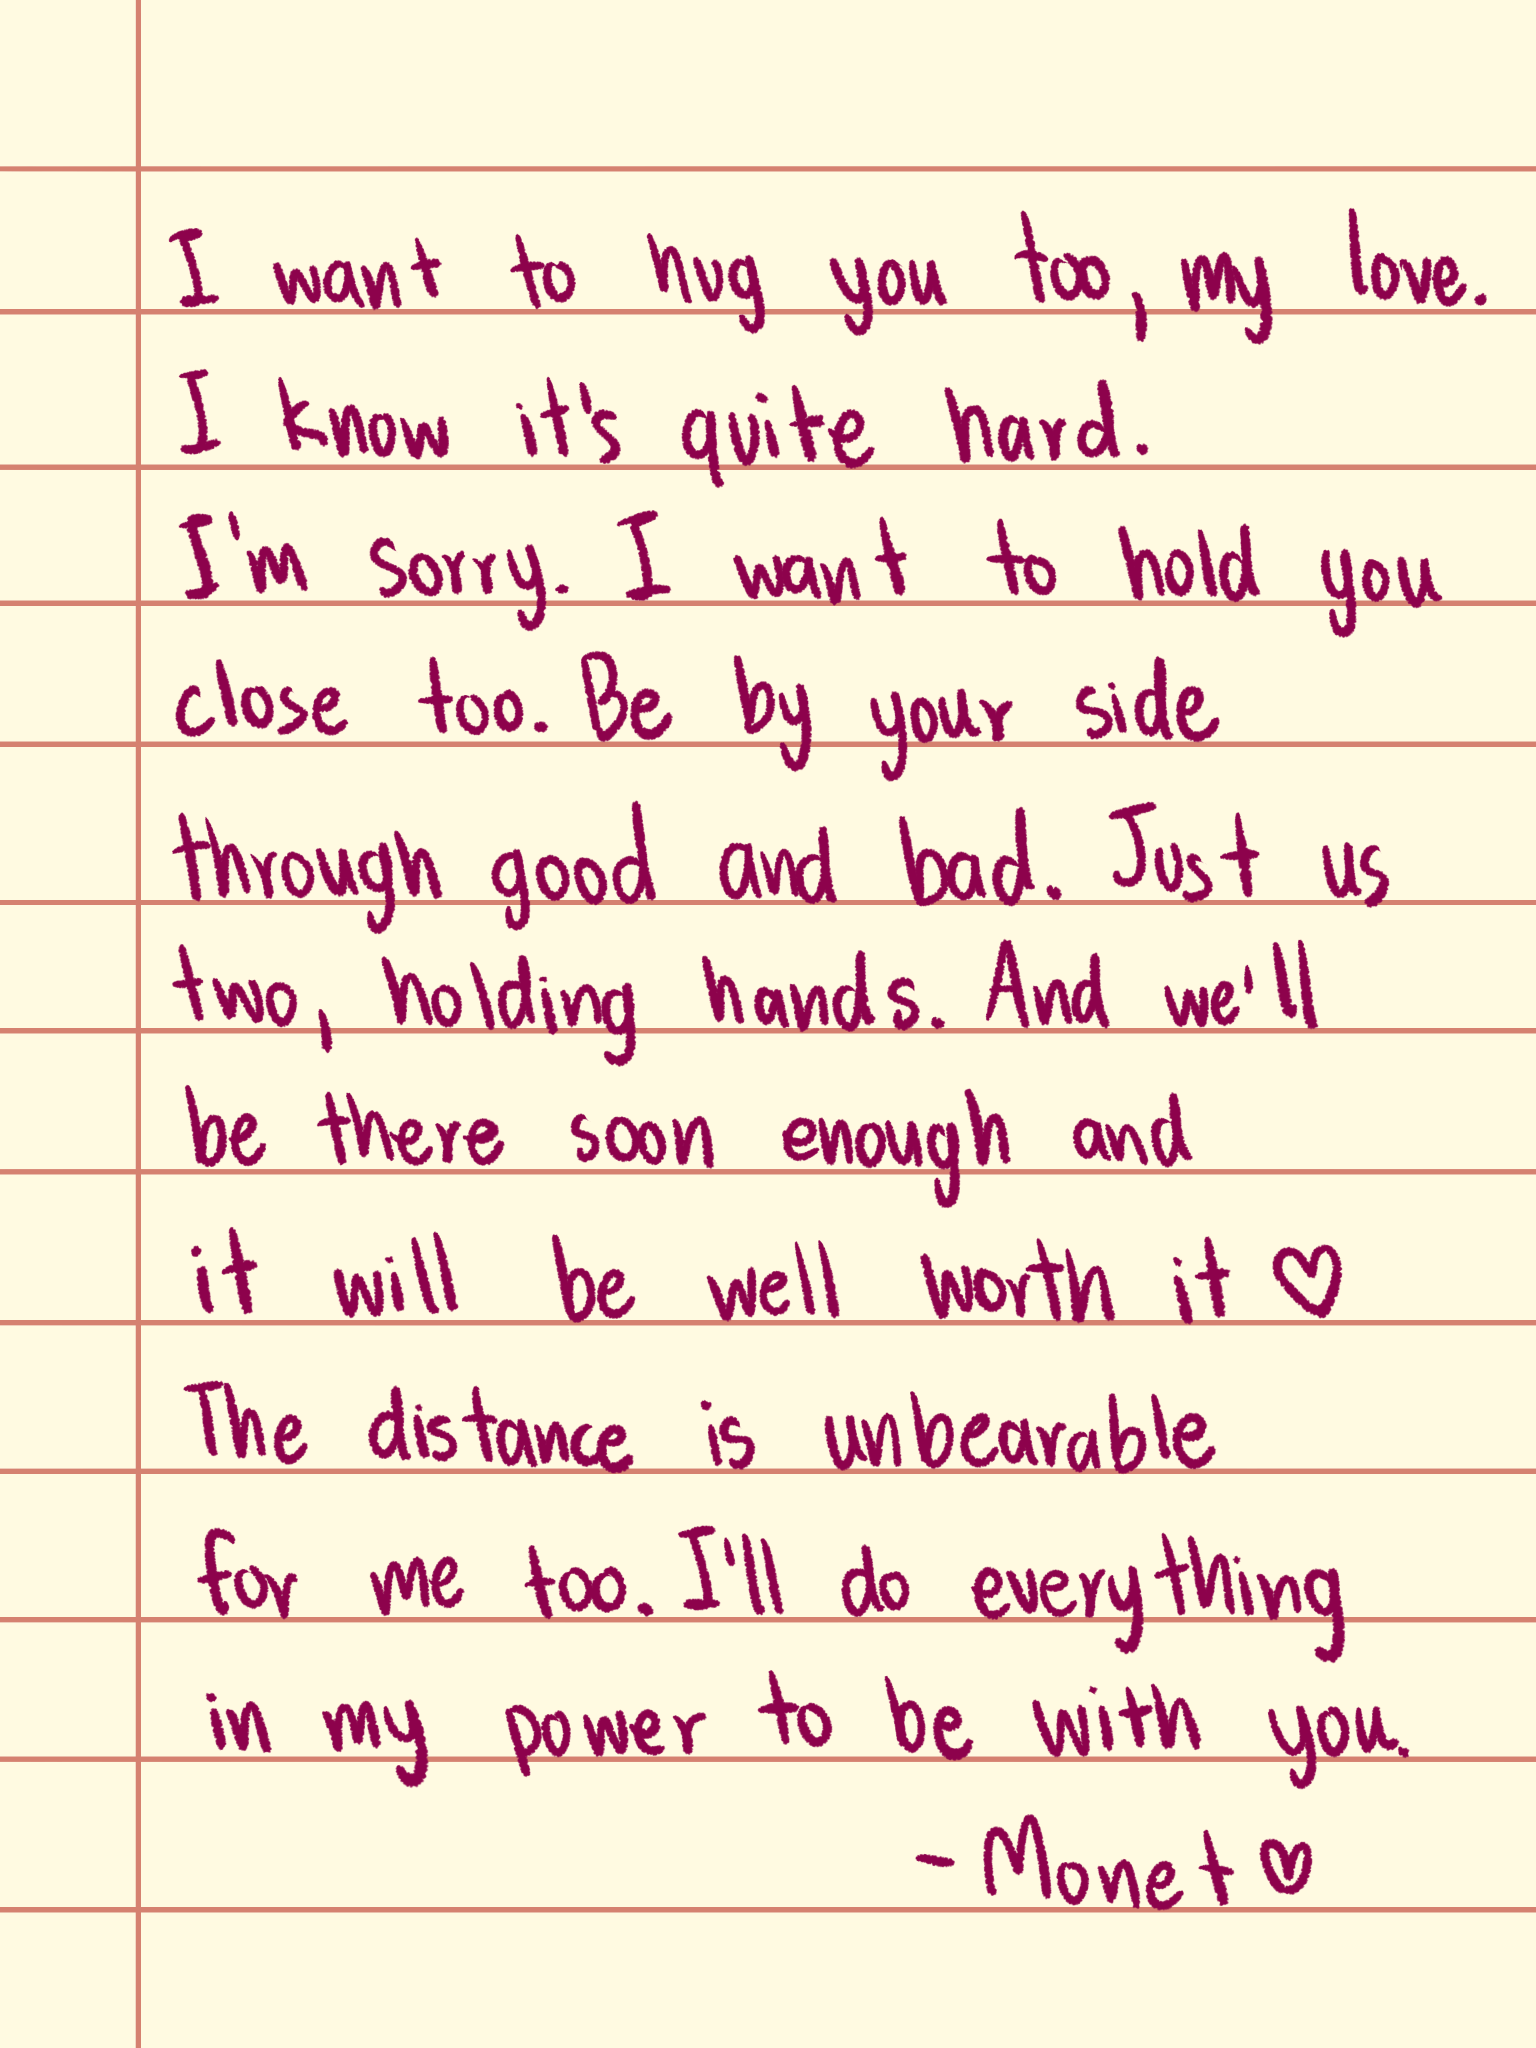 I want to hug you too, my love.
I know it's quite hard.
I'm sorry. I want to hold you
close too. Be by your side
through good and bad. Just us
two, holding hands. And we'll
be there soon enough and
it will be well worth it ♡
The distance is unbearable
for me too. I'll do everything
in my power to be with you.
- Monet ♡